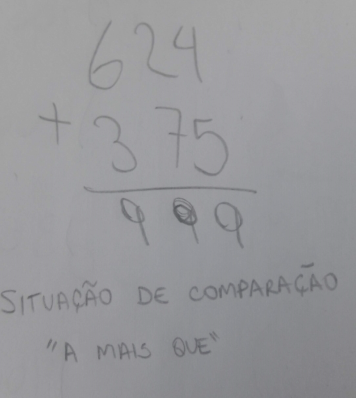 624
+ 375
999
SITUAÇÃO DE COMPARAÇÃO
"A MAIS QUE"